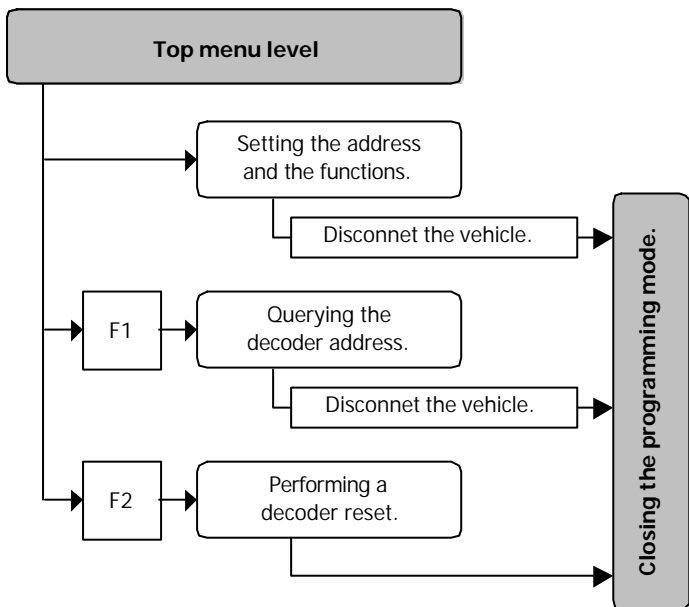 Top menu level
Setting the address
and the functions.
Disconnet the vehicle.
F1
Querying the
decoder address.
Disconnet the vehicle.
F2
Performing a
decoder reset.
Closing the programming mode.